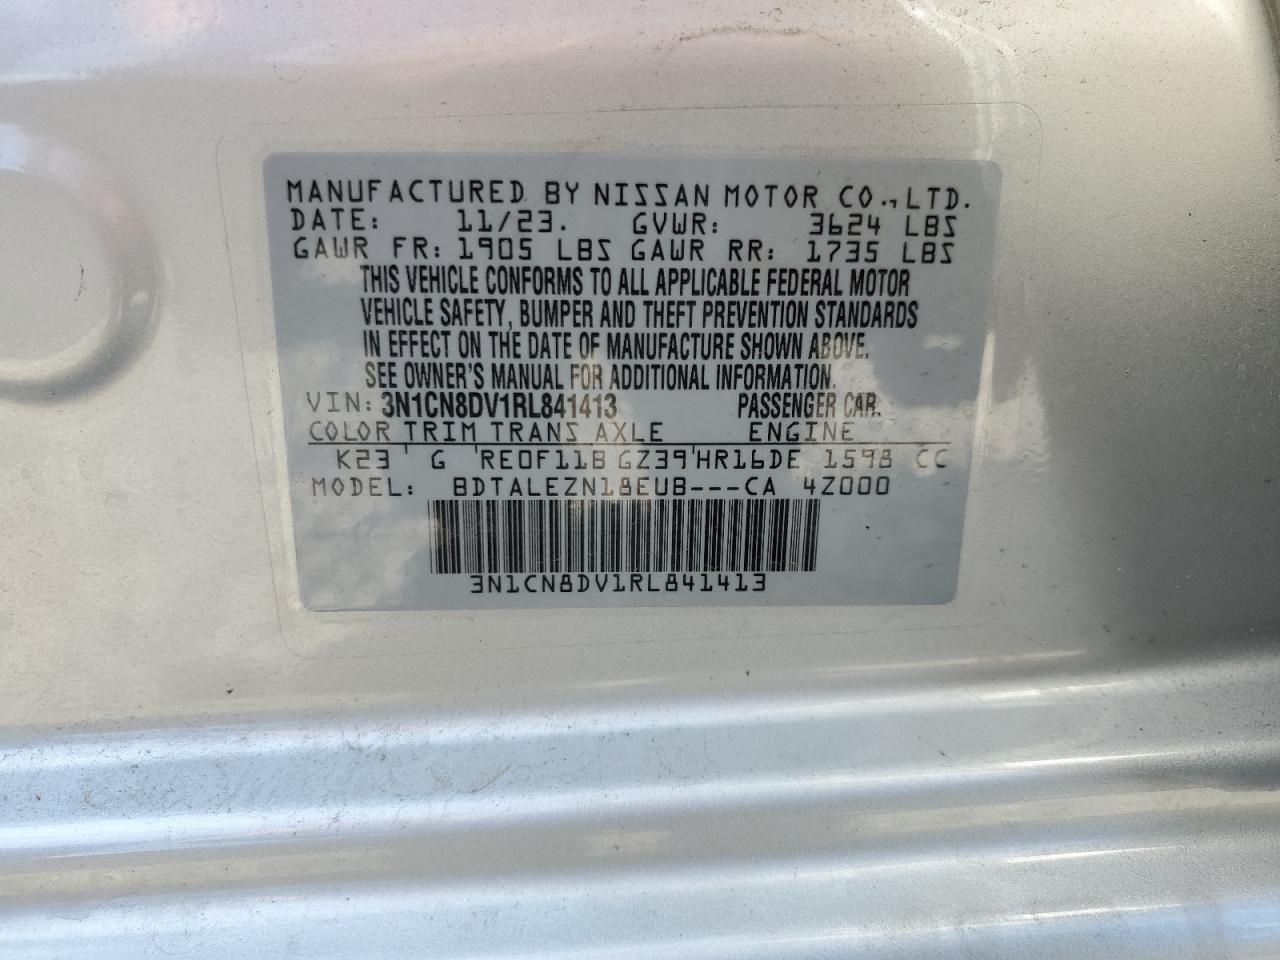 MANUFACTURED BY NISSAN MOTOR CO.,LTD.
DATE: 11/23. GVWR: 3624 LBS
GAWR FR: 1905 LBS GAWR RR: 1735 LBS
THIS VEHICLE CONFORMS TO ALL APPLICABLE FEDERAL MOTOR
VEHICLE SAFETY, BUMPER AND THEFT PREVENTION STANDARDS
IN EFFECT ON THE DATE OF MANUFACTURE SHOWN ABOVE.
SEE OWNER'S MANUAL FOR ADDITIONAL INFORMATION.
VIN: 3N1CN8DV1RL841413 PASSENGER CAR.
COLOR TRIM TRANS AXLE ENGINE
K23 ' G 'RE0F11B GZ39'HR16DE 1598 CC
MODEL: BDTALEZN18EUB---CA 4Z000
3N1CN8DV1RL841413